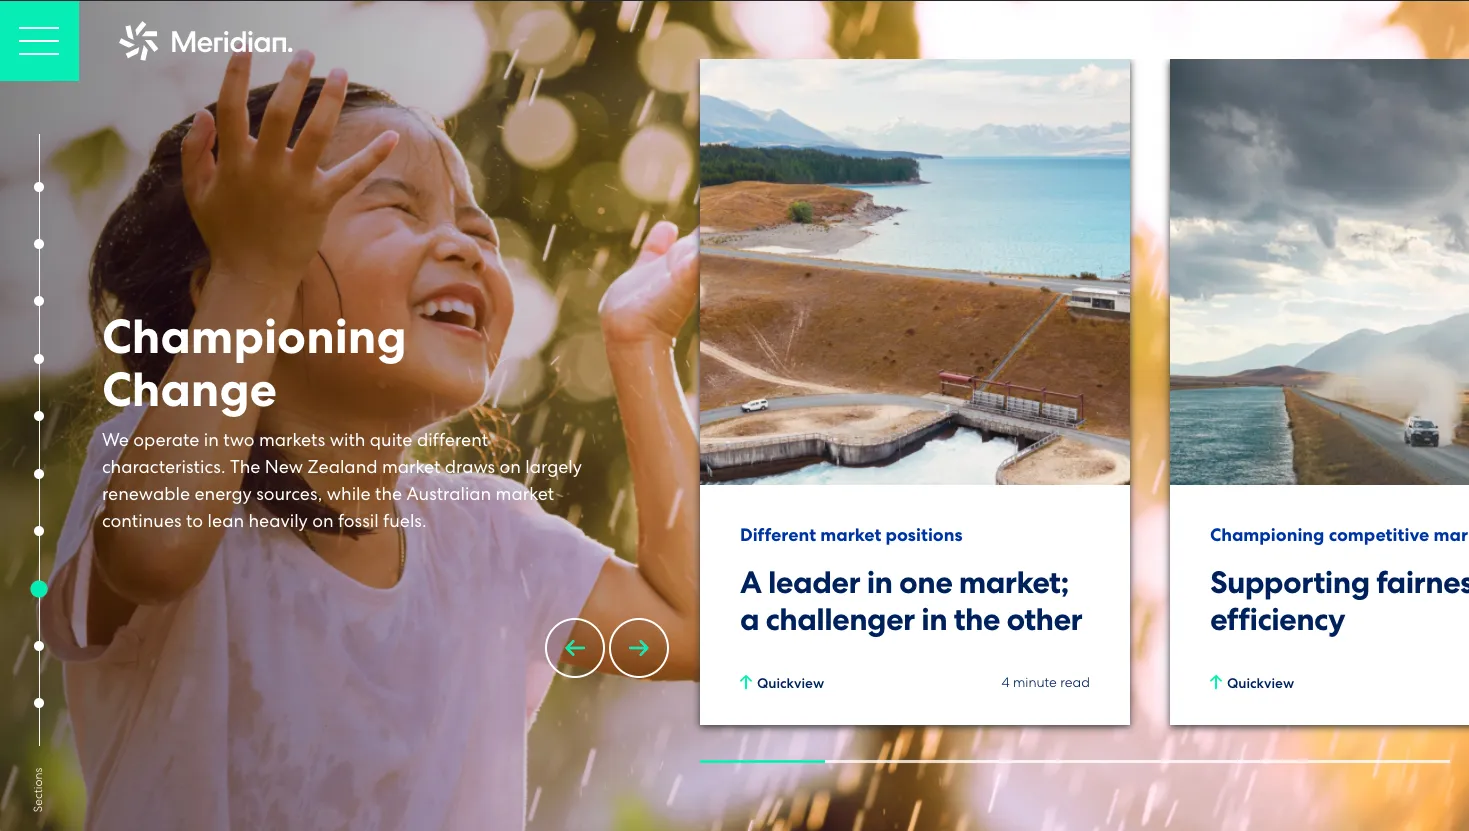 Meridian.
Championing
Change
We operate in two markets with quite different
characteristics. The New Zealand market draws on largely
renewable energy sources, while the Australian market
continues to lean heavily on fossil fuels.
Different market positions
A leader in one market;
a challenger in the other
Quickview
4 minute read
Championing competitive mar
Supporting fairnes
efficiency
Quickview
Sections